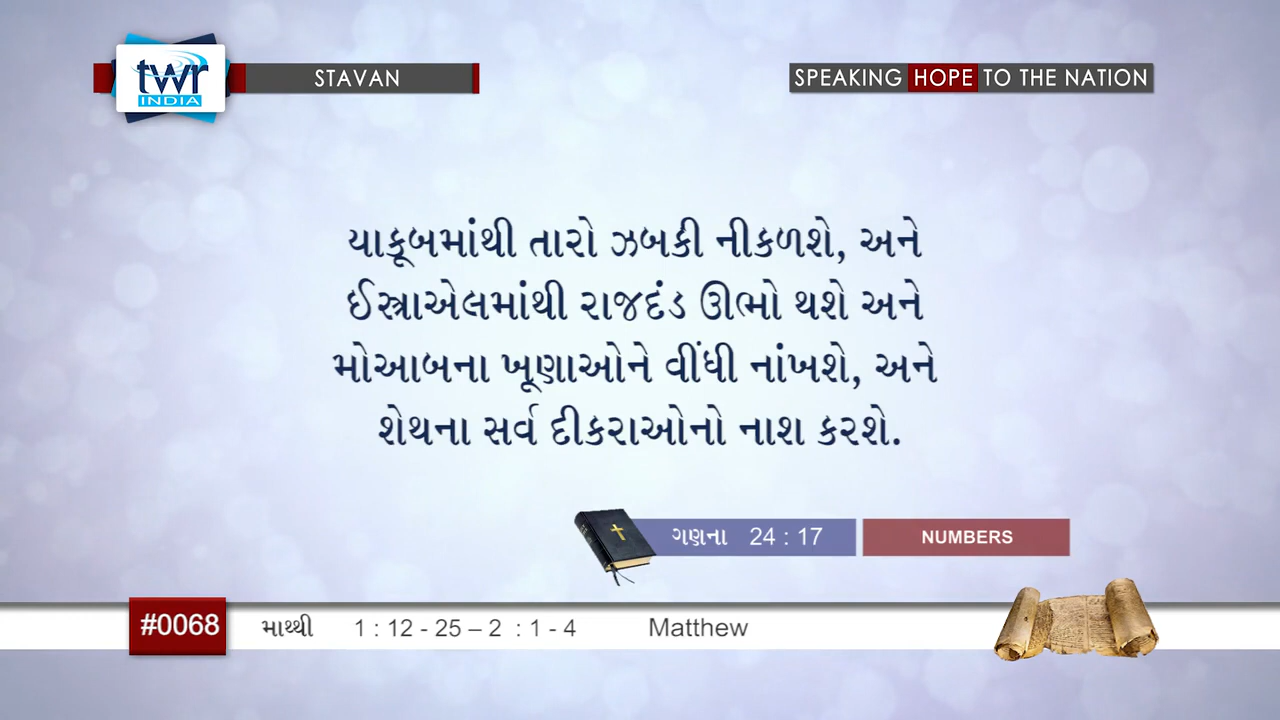 twr
INDIA
STAVAN
SPEAKING HOPE TO THE NATION
યાકૂબમાંથી તારો ઝબકી નીકળશે, અને
ઈસ્રાએલમાંથી રાજદંડ ઊભો થશે અને
મોઆબના ખૂણાઓને વીંધી નાંખશે, અને
શેથના સર્વ દીકરાઓનો નાશ કરશે.
ગણના 24 : 17 NUMBERS
#0068 માથ્થી 1 : 12 - 25 – 2 : 1 - 4 Matthew